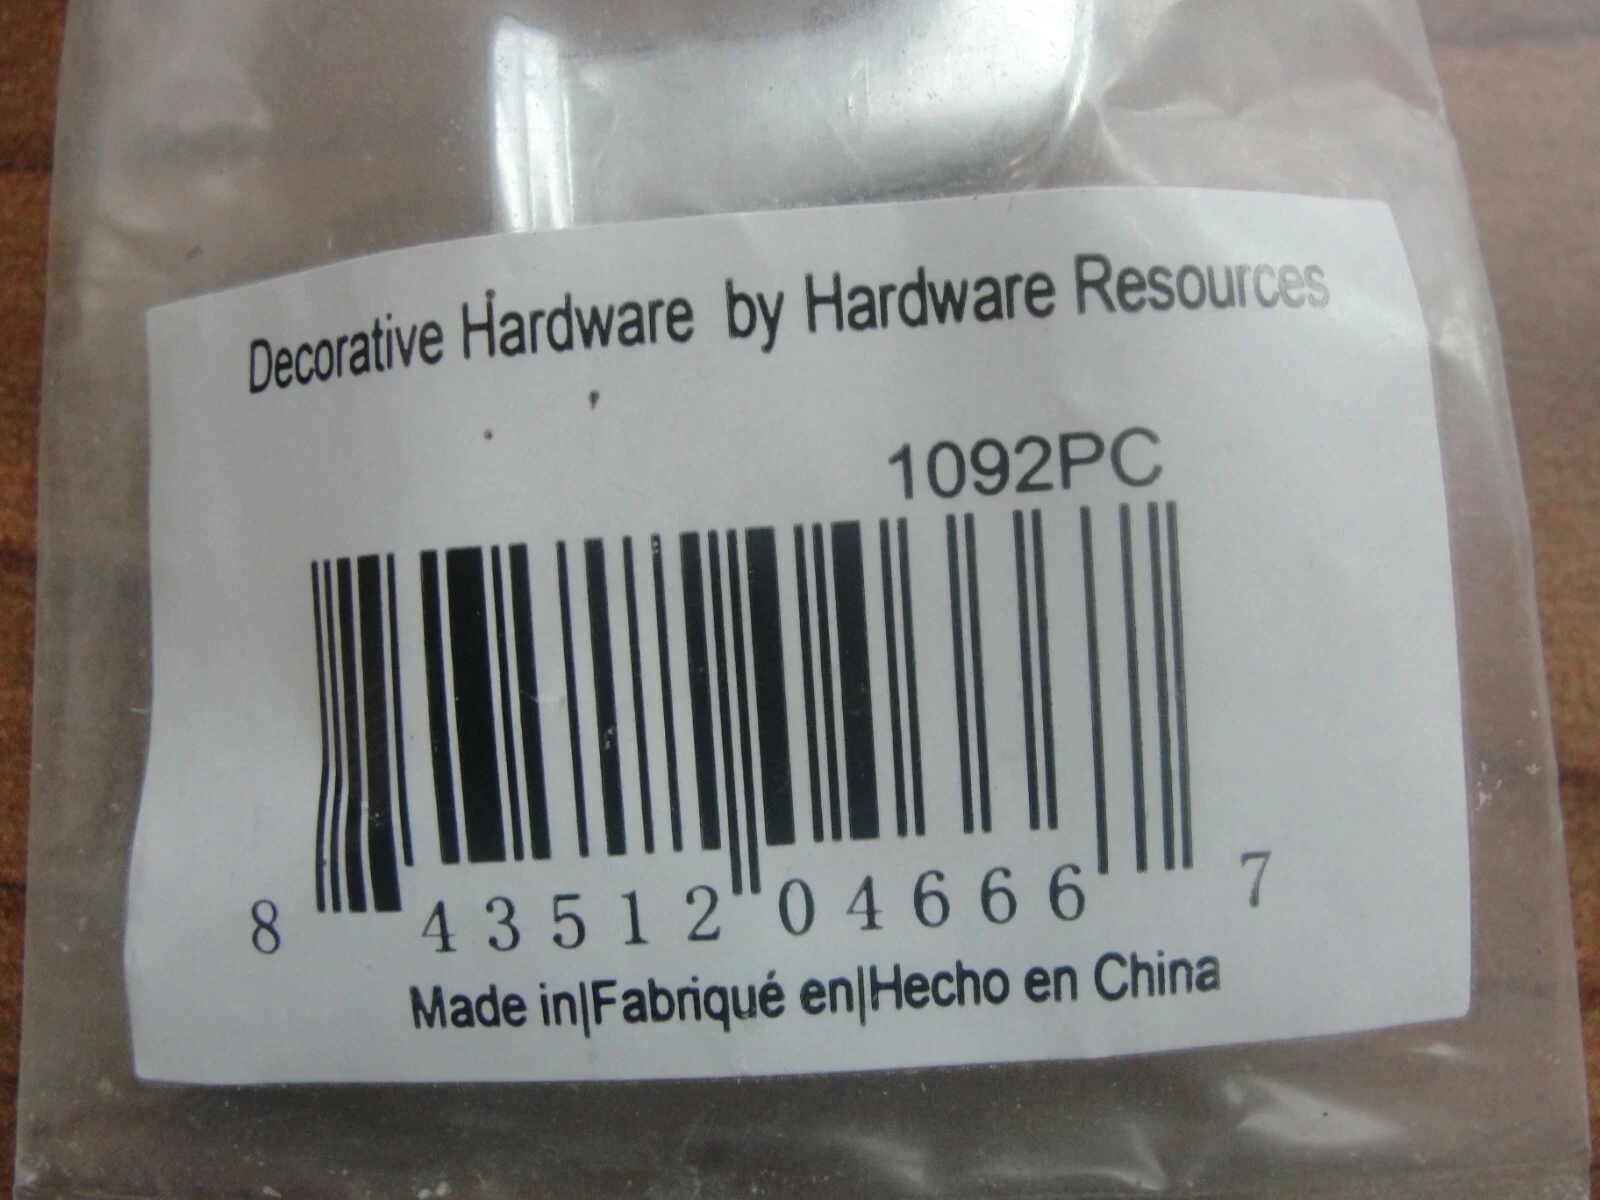 Decorative Hardware by Hardware Resources
1092PC
8 43512 04666 7
Made in|Fabriqué en|Hecho en China